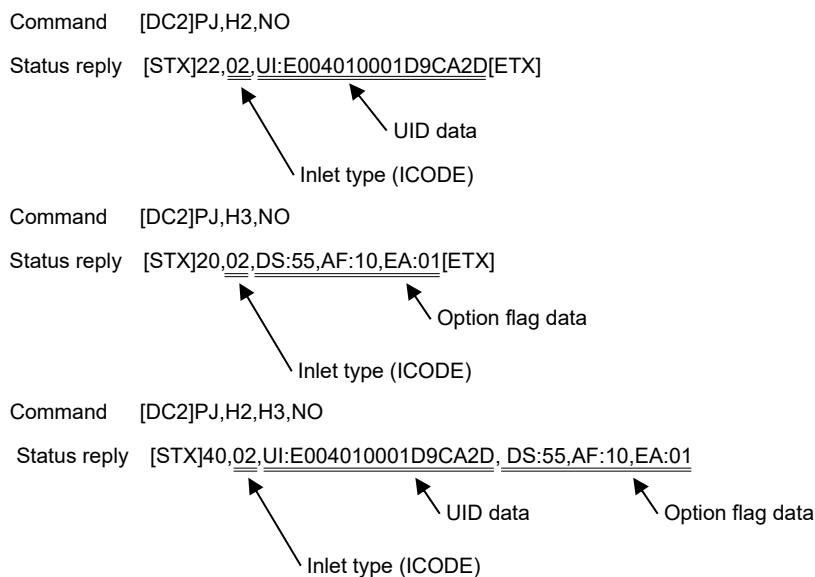 Command [DC2]PJ,H2,NO
Status reply [STX]22,02,UI:E004010001D9CA2D[ETX]
UID data
Inlet type (ICODE)
Command [DC2]PJ,H3,NO
Status reply [STX]20,02,DS:55,AF:10,EA:01[ETX]
Option flag data
Inlet type (ICODE)
Command [DC2]PJ,H2,H3,NO
Status reply [STX]40,02,UI:E004010001D9CA2D, DS:55,AF:10,EA:01
UID data Option flag data
Inlet type (ICODE)